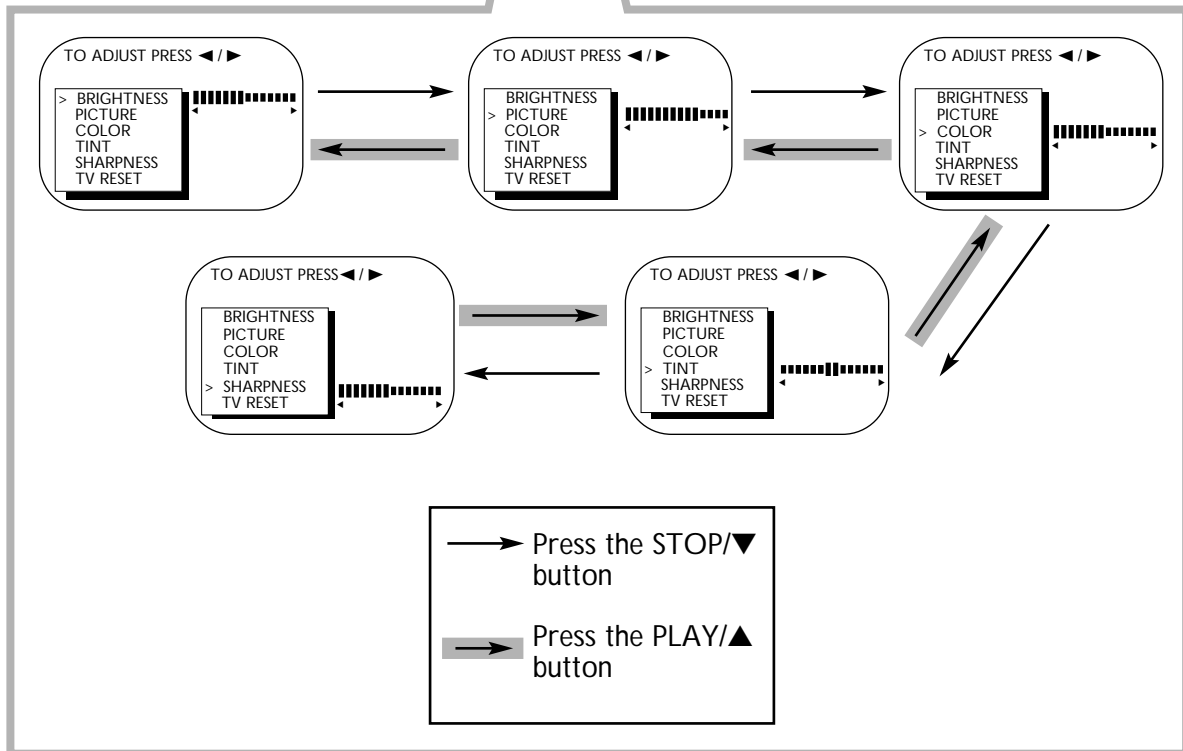 TO ADJUST PRESS ◄ / ►
> BRIGHTNESS
PICTURE
COLOR
TINT
SHARPNESS
TV RESET
TO ADJUST PRESS ◄ / ►
BRIGHTNESS
> PICTURE
COLOR
TINT
SHARPNESS
TV RESET
TO ADJUST PRESS ◄ / ►
BRIGHTNESS
PICTURE
> COLOR
TINT
SHARPNESS
TV RESET
TO ADJUST PRESS◄ / ►
BRIGHTNESS
PICTURE
COLOR
TINT
> SHARPNESS
TV RESET
TO ADJUST PRESS ◄ / ►
BRIGHTNESS
PICTURE
COLOR
> TINT
SHARPNESS
TV RESET
Press the STOP/▼
button
Press the PLAY/▲
button